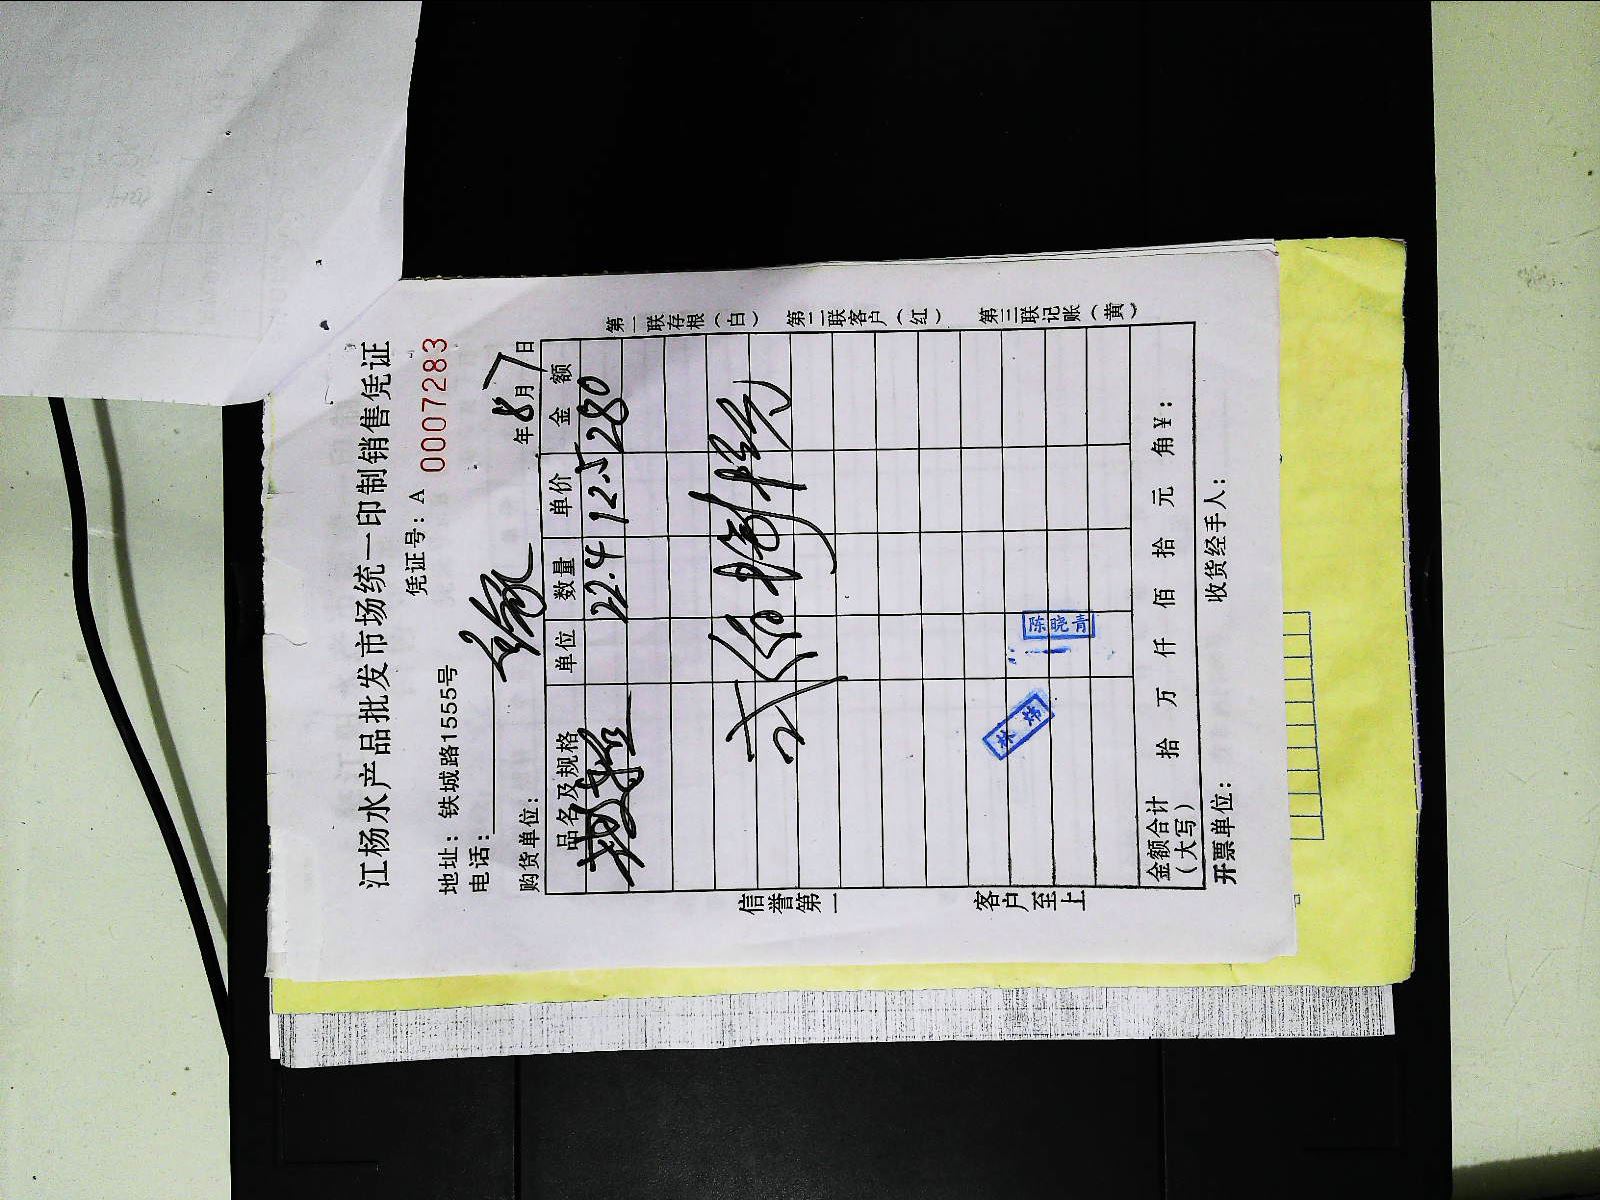 江杨水产品批发市场统一印制销售凭证
凭证号：A 0007283
地址：铁城路1555号
电话：
购货单位：
年8月7日
品名及规格 单位 数量 单价 金额
22.4 12.5 280
第一联存根（白）
第二联客户（红）
第三联记账（黄）
信誉第一
客户至上
陈晓青
林炜
金额合计（大写） 拾 万 仟 佰 拾 元 角 ¥：
开票单位： 收货经手人：